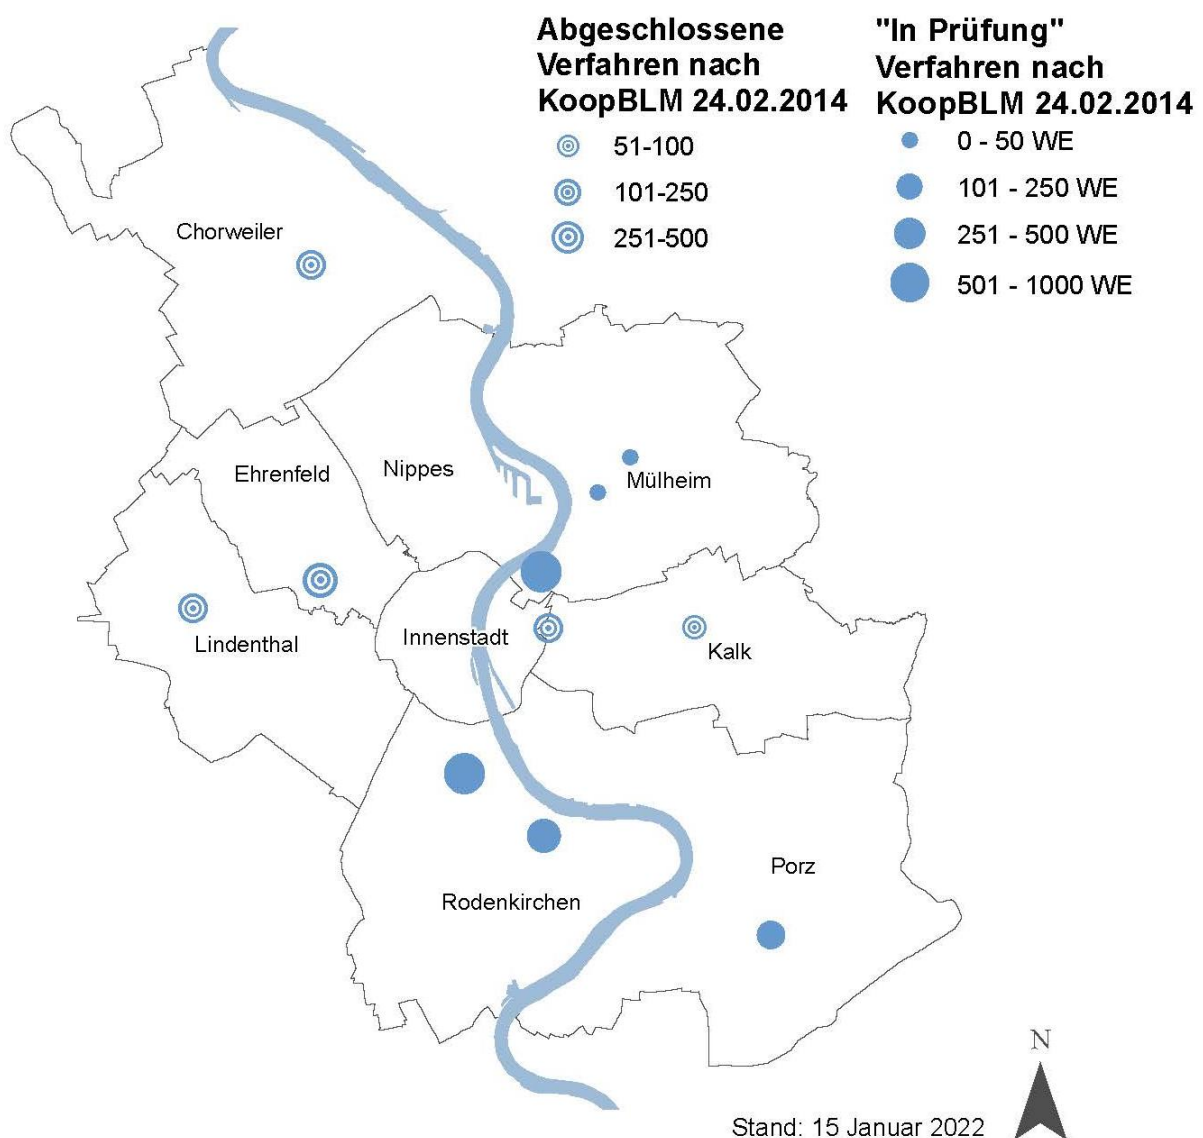 Abgeschlossene
Verfahren nach
KoopBLM 24.02.2014
51-100
101-250
251-500
"In Prüfung"
Verfahren nach
KoopBLM 24.02.2014
0 - 50 WE
101 - 250 WE
251 - 500 WE
501 - 1000 WE
Chorweiler
Ehrenfeld
Nippes
Mülheim
Lindenthal
Innenstadt
Kalk
Porz
Rodenkirchen
N
Stand: 15 Januar 2022